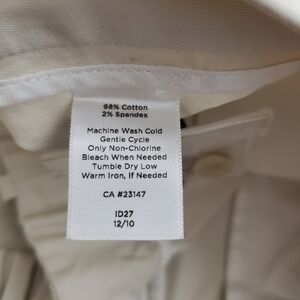 98% Cotton
2% Spandex
Machine Wash Cold
Gentle Cycle
Only Non-Chlorine
Bleach When Needed
Tumble Dry Low
Warm Iron, If Needed
CA #23147
ID27
12/10